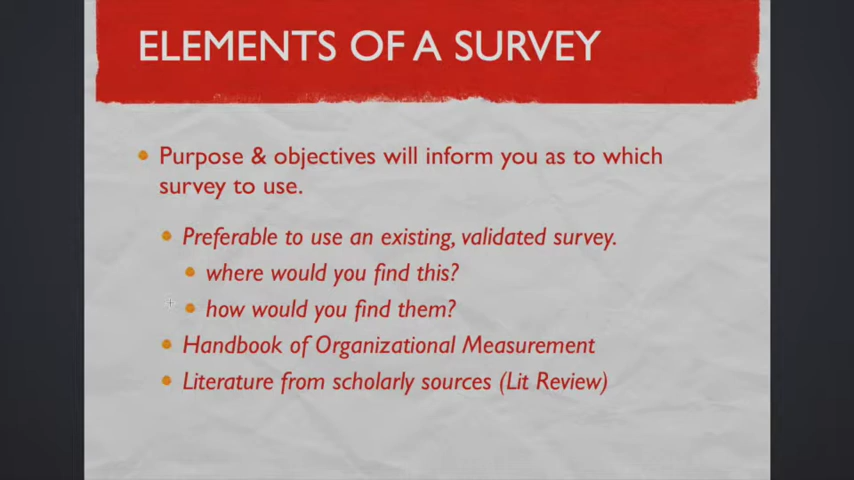 ELEMENTS OF A SURVEY
Purpose & objectives will inform you as to which
survey to use.
Preferable to use an existing, validated survey.
where would you find this?
how would you find them?
Handbook of Organizational Measurement
Literature from scholarly sources (Lit Review)